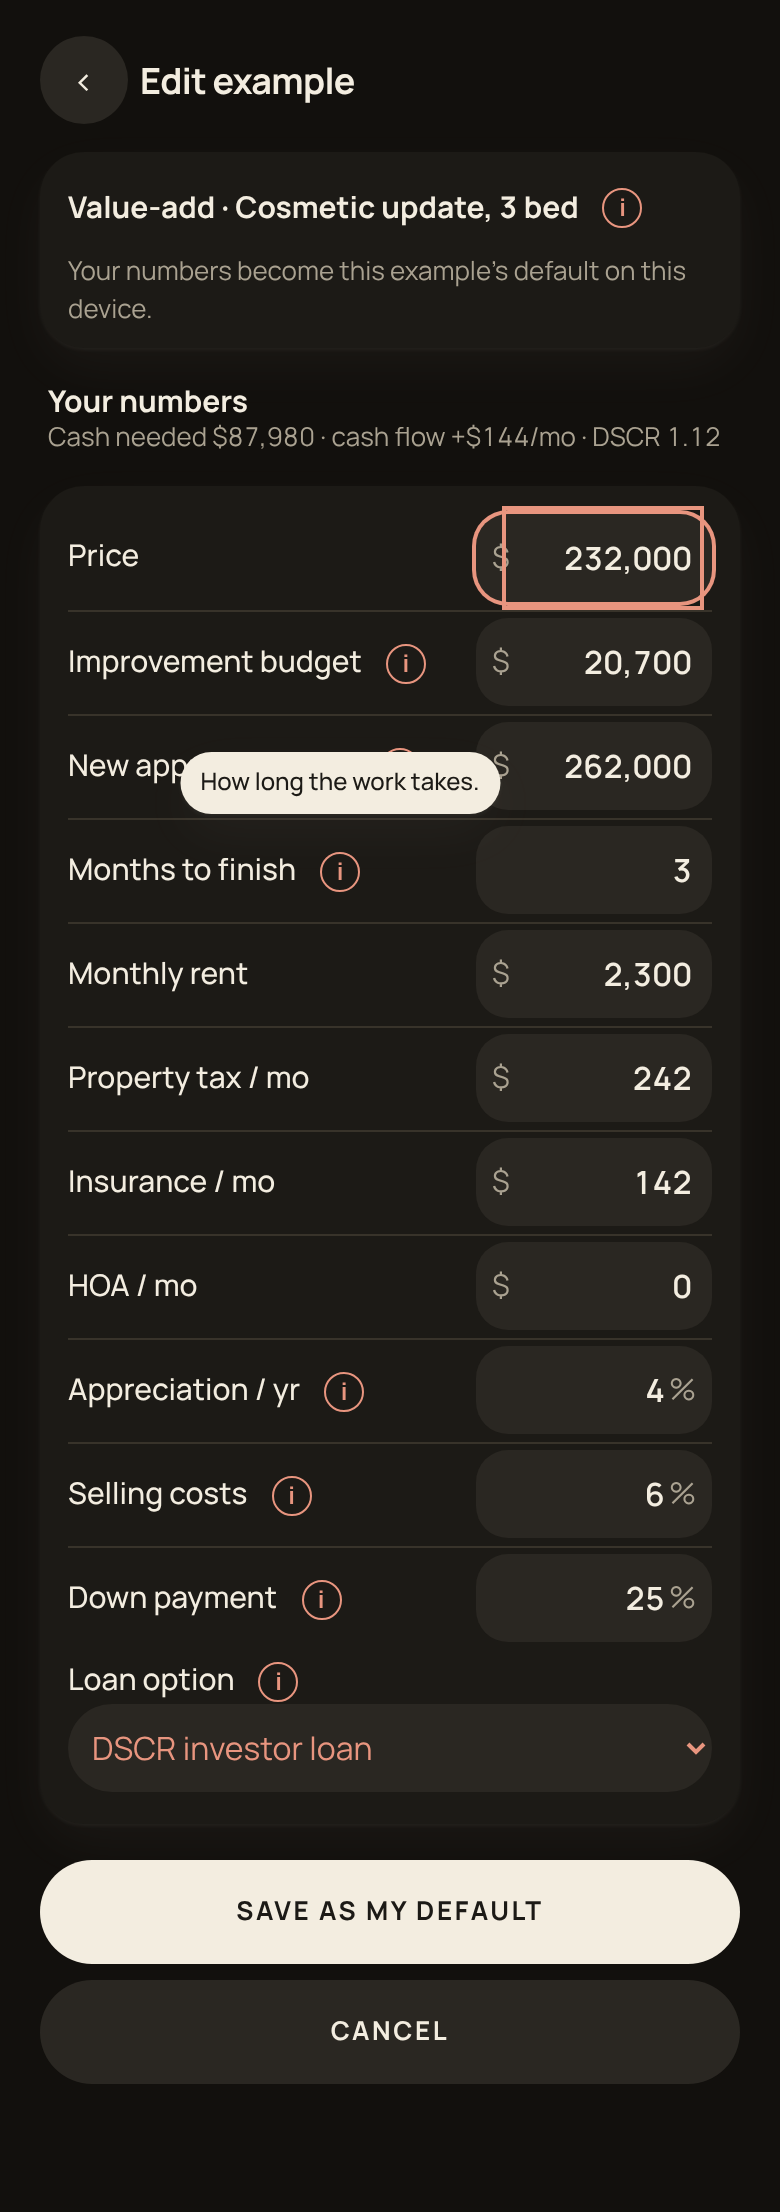 Edit example
Value-add · Cosmetic update, 3 bed i
Your numbers become this example's default on this
device.
Your numbers
Cash needed $87,980 · cash flow +$144/mo · DSCR 1.12
Price $ 232,000
Improvement budget i $ 20,700
New app $ 262,000
How long the work takes.
Months to finish i 3
Monthly rent $ 2,300
Property tax / mo $ 242
Insurance / mo $ 142
HOA / mo $ 0
Appreciation / yr i 4 %
Selling costs i 6 %
Down payment i 25 %
Loan option i
DSCR investor loan
SAVE AS MY DEFAULT
CANCEL